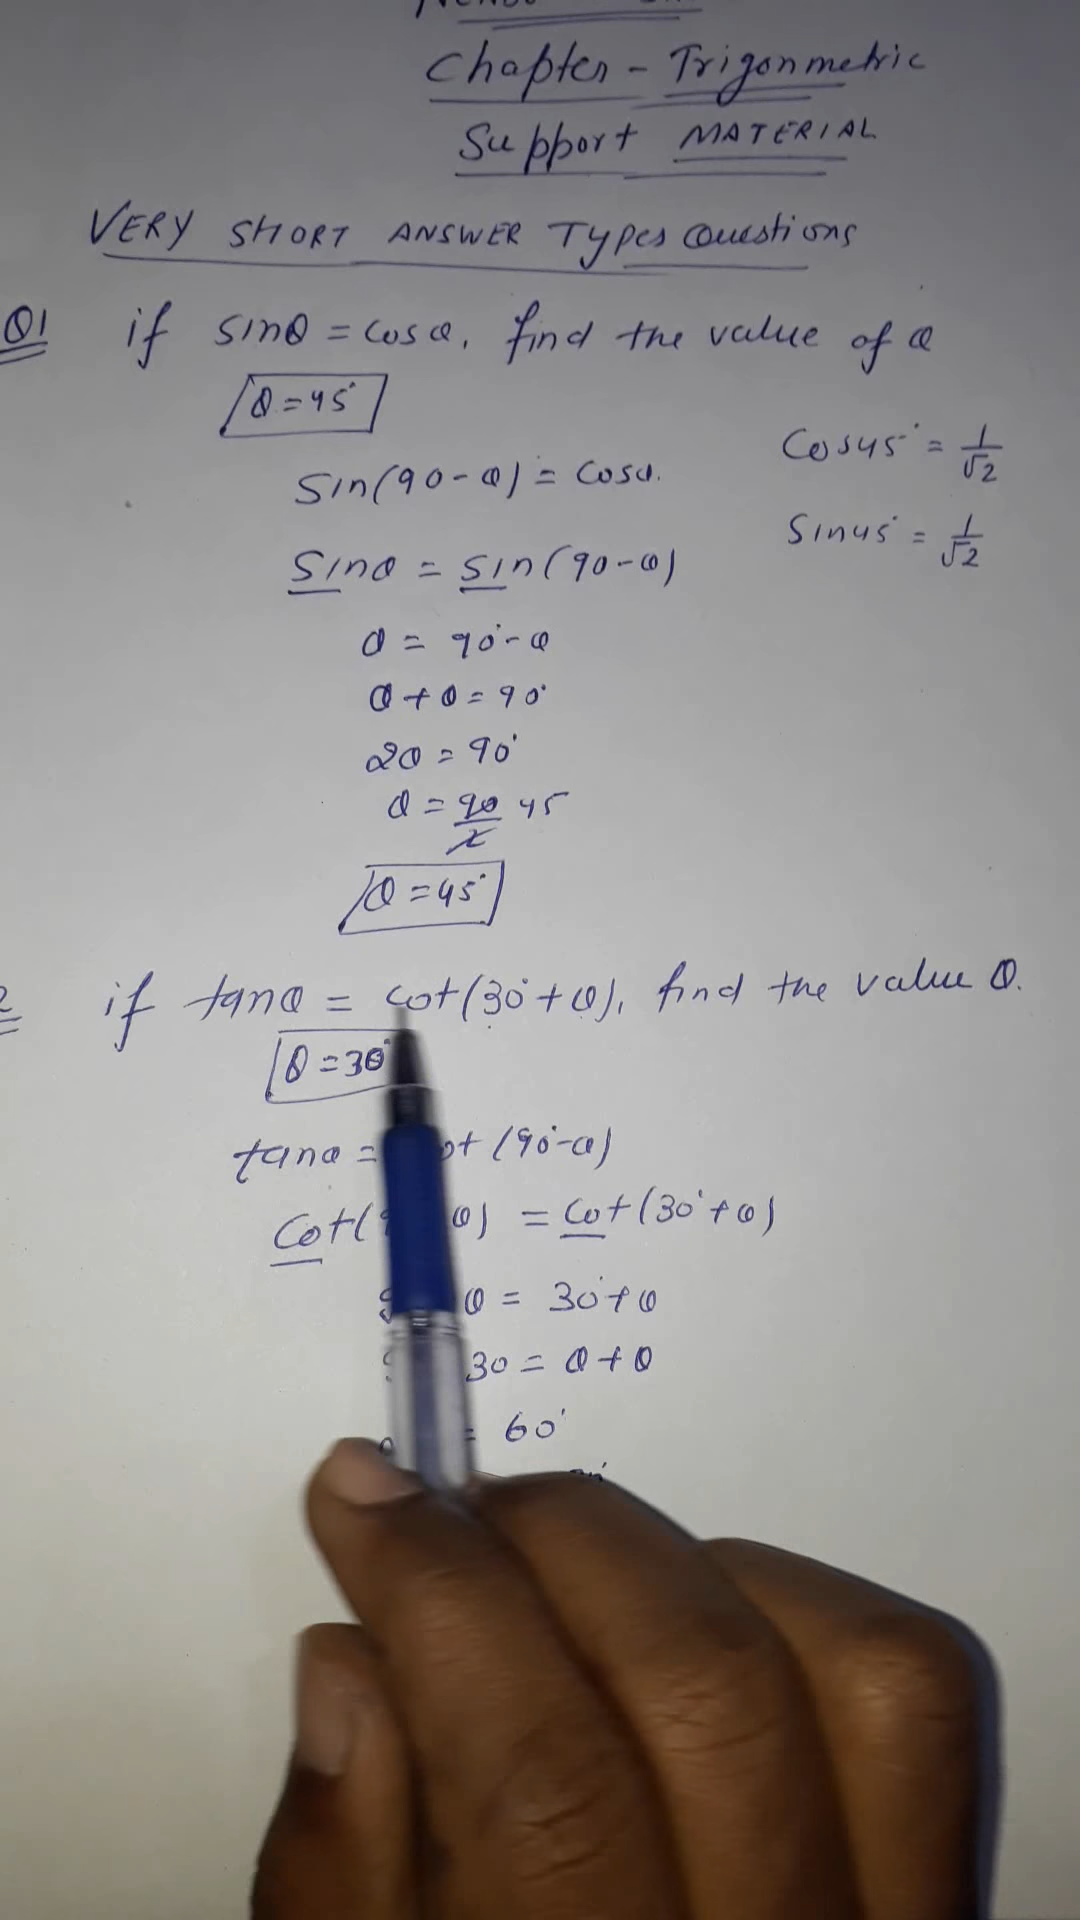 Chapter - Trigonmetric
Support MATERIAL
VERY SHORT ANSWER Types Questions
Q1 if sinθ = cosθ, find the value of θ
θ = 45°
Sin(90-θ) = cosθ.
Cos45° = 1/√2
Sinθ = sin(90-θ)
Sin45° = 1/√2
θ = 90°-θ
θ + θ = 90°
2θ = 90°
θ = 90/2 45
θ = 45°
2 if tanθ = cot(30°+θ), find the value θ.
θ = 30°
tanθ = (90°-θ)
Cot( θ) = Cot(30°+θ)
θ = 30°+θ
30 = θ+θ
= 60°